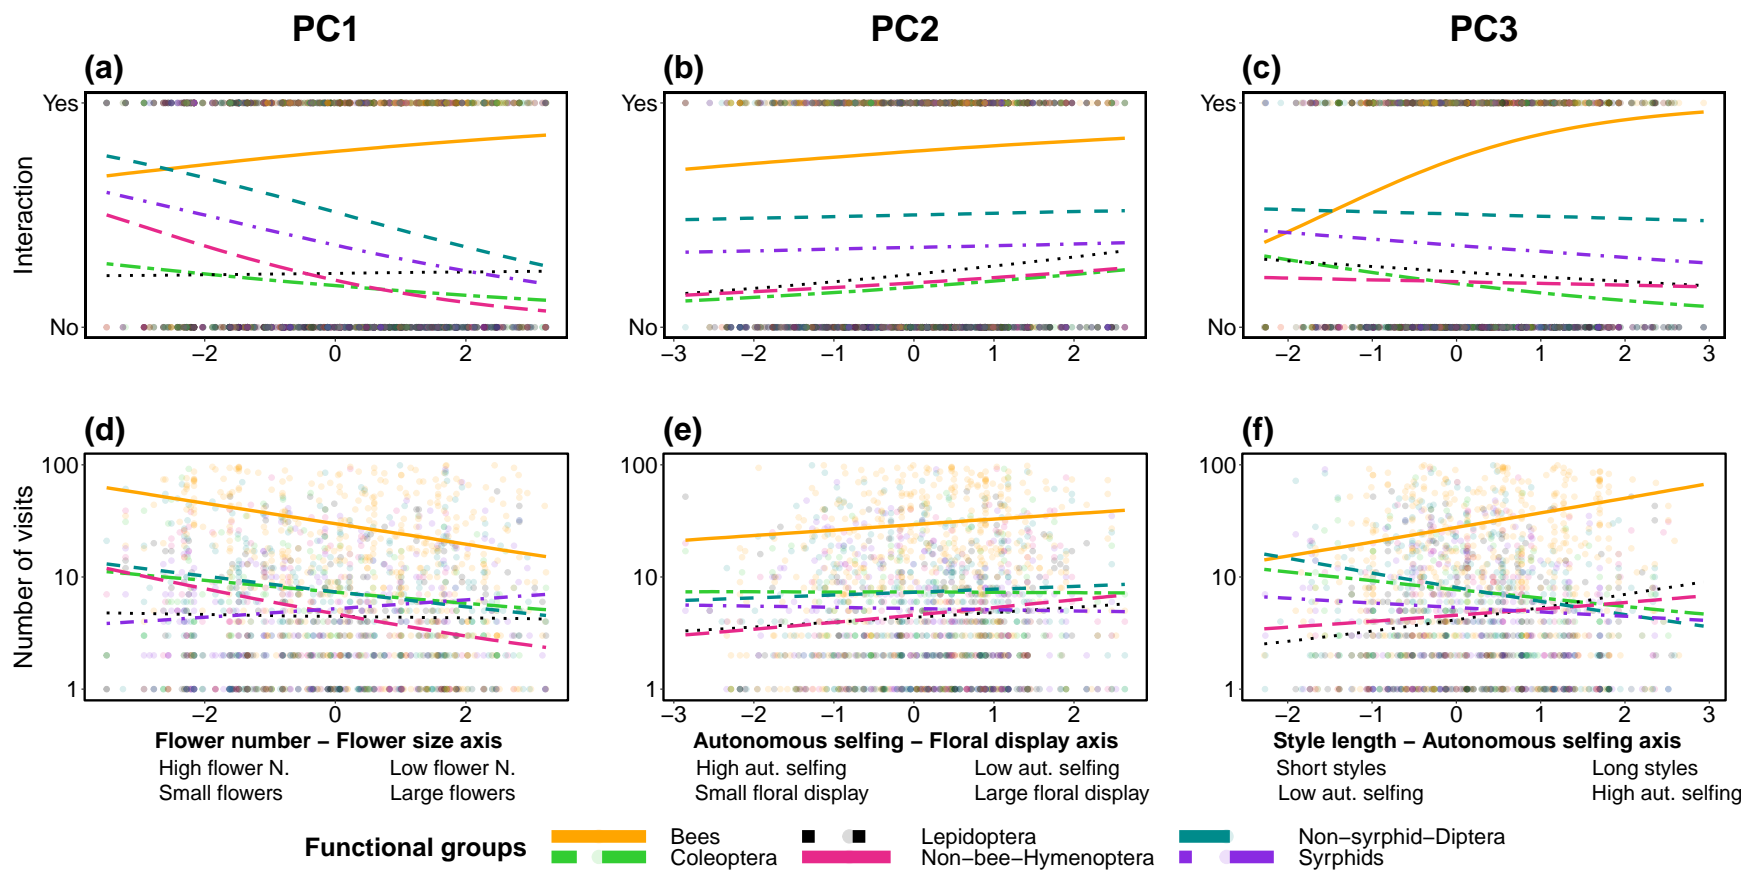 PC1 PC2 PC3
(a) (b) (c)
Interaction
Yes Yes Yes
No No No
−2 0 2 −3 −2 −1 0 1 2 −2 −1 0 1 2 3
(d) (e) (f)
Number of visits
100 100 100
10 10 10
1 1 1
−2 0 2 −3 −2 −1 0 1 2 −2 −1 0 1 2 3
Flower number − Flower size axis Autonomous selfing − Floral display axis Style length − Autonomous selfing axis
High flower N. Low flower N. High aut. selfing Low aut. selfing Short styles Long styles
Small flowers Large flowers Small floral display Large floral display Low aut. selfing High aut. selfing
Functional groups
Bees Lepidoptera Non−syrphid−Diptera
Coleoptera Non−bee−Hymenoptera Syrphids